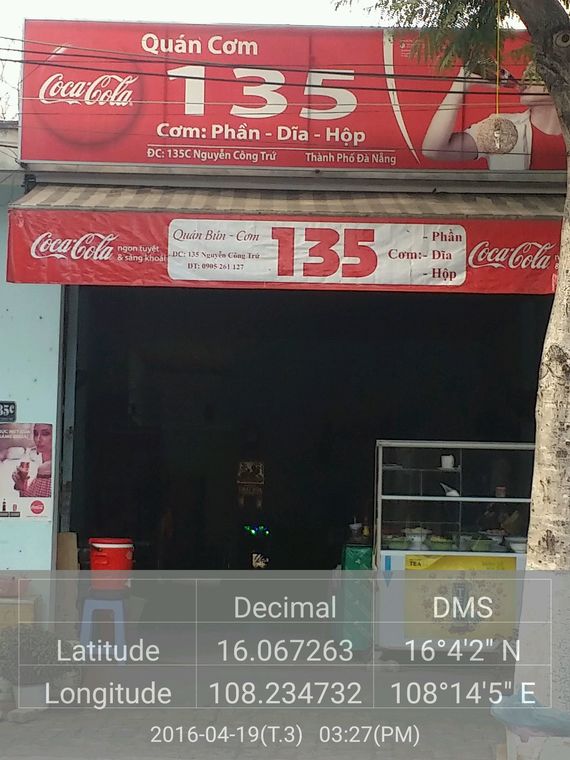 Quán Cơm
Coca-Cola
135
Cơm: Phần - Dĩa - Hộp
ĐC: 135C Nguyễn Công Trứ Thành Phố Đà Nẵng
Coca-Cola
ngon tuyệt
& sảng khoái
Quán Bún - Cơm
ĐC: 135 Nguyễn Công Trứ
ĐT: 0905 261 127
135
Cơm:
- Phần
- Dĩa
- Hộp
Coca-Cola
TEA
Decimal DMS
Latitude 16.067263 16°4'2" N
Longitude 108.234732 108°14'5" E
2016-04-19(T.3) 03:27(PM)